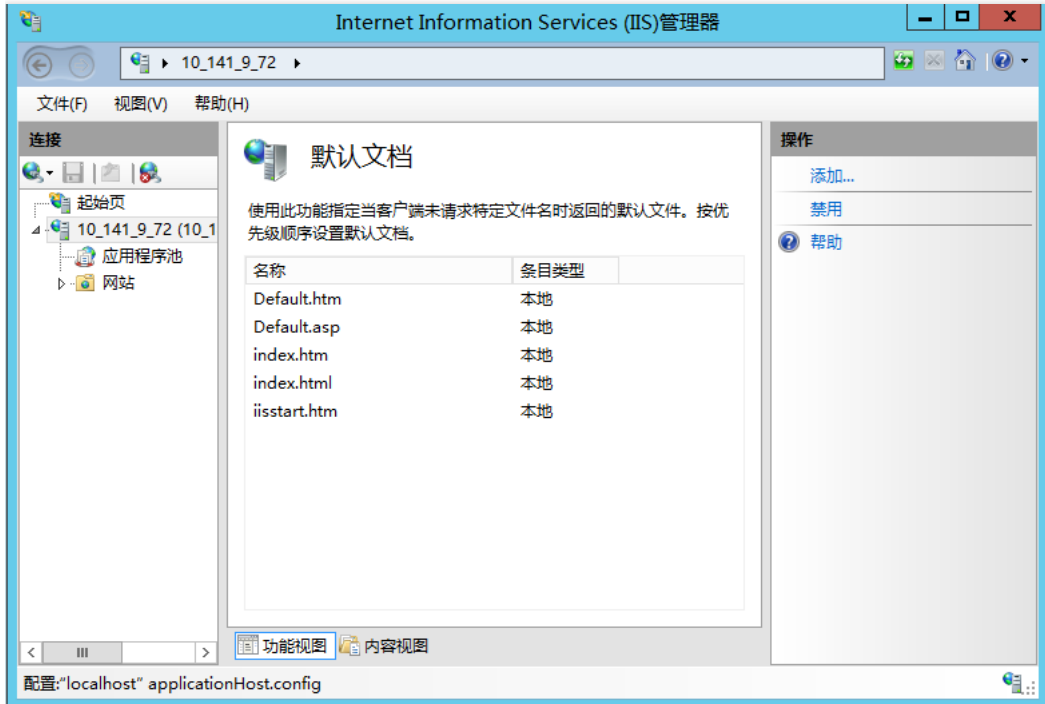 Internet Information Services (IIS)管理器
10_141_9_72
文件(F) 视图(V) 帮助(H)
连接
起始页
10_141_9_72 (10_1
应用程序池
网站
默认文档
使用此功能指定当客户端未请求特定文件名时返回的默认文件。按优
先级顺序设置默认文档。
名称 条目类型
Default.htm 本地
Default.asp 本地
index.htm 本地
index.html 本地
iisstart.htm 本地
功能视图 内容视图
操作
添加...
禁用
帮助
配置:"localhost" applicationHost.config